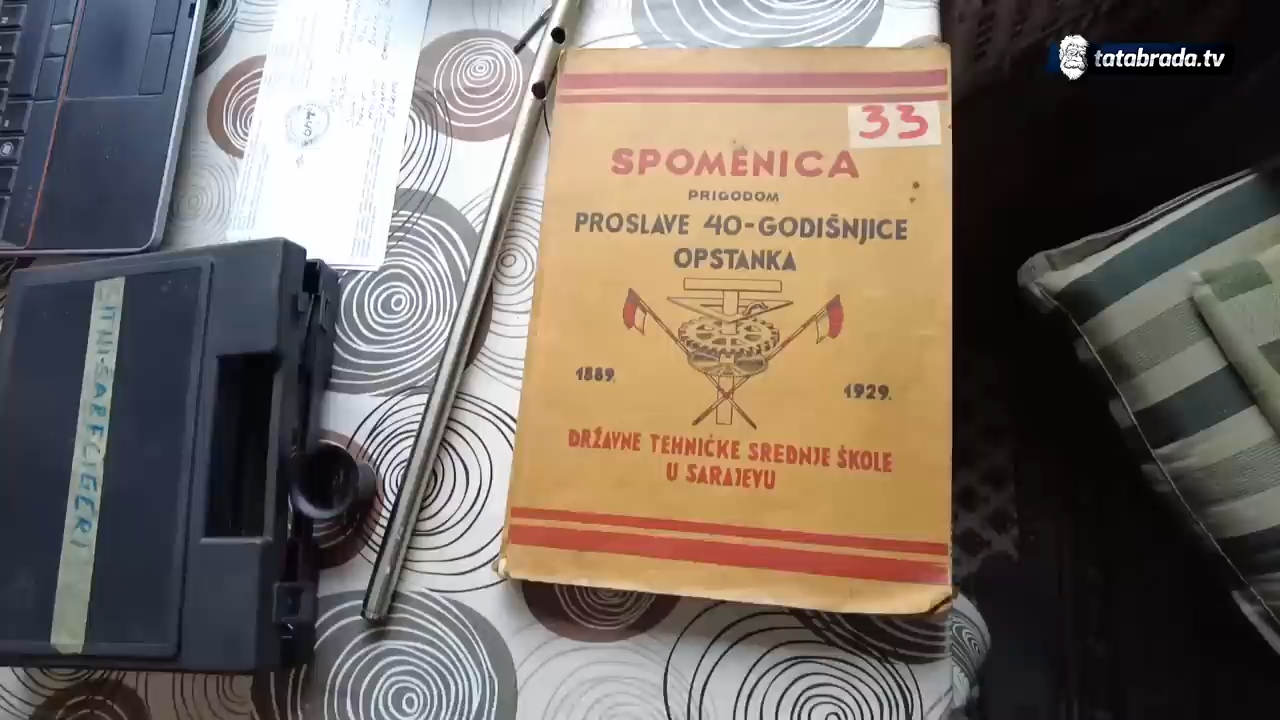 tatabrada.tv
33
SPOMENICA
PRIGODOM
PROSLAVE 40-GODIŠNJICE
OPSTANKA
1889.
1929.
DRŽAVNE TEHNIČKE SREDNJE ŠKOLE
U SARAJEVU